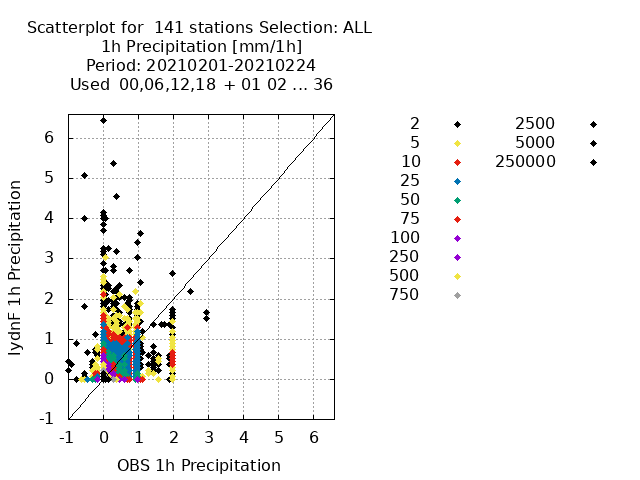 Scatterplot for  141 stations Selection: ALL
1h Precipitation [mm/1h]
Period: 20210201-20210224
Used  00,06,12,18  + 01 02 ... 36
IydnF 1h Precipitation
6
5
4
3
2
1
0
-1
-1 0 1 2 3 4 5 6
OBS 1h Precipitation
2 2500
5 5000
10 250000
25
50
75
100
250
500
750